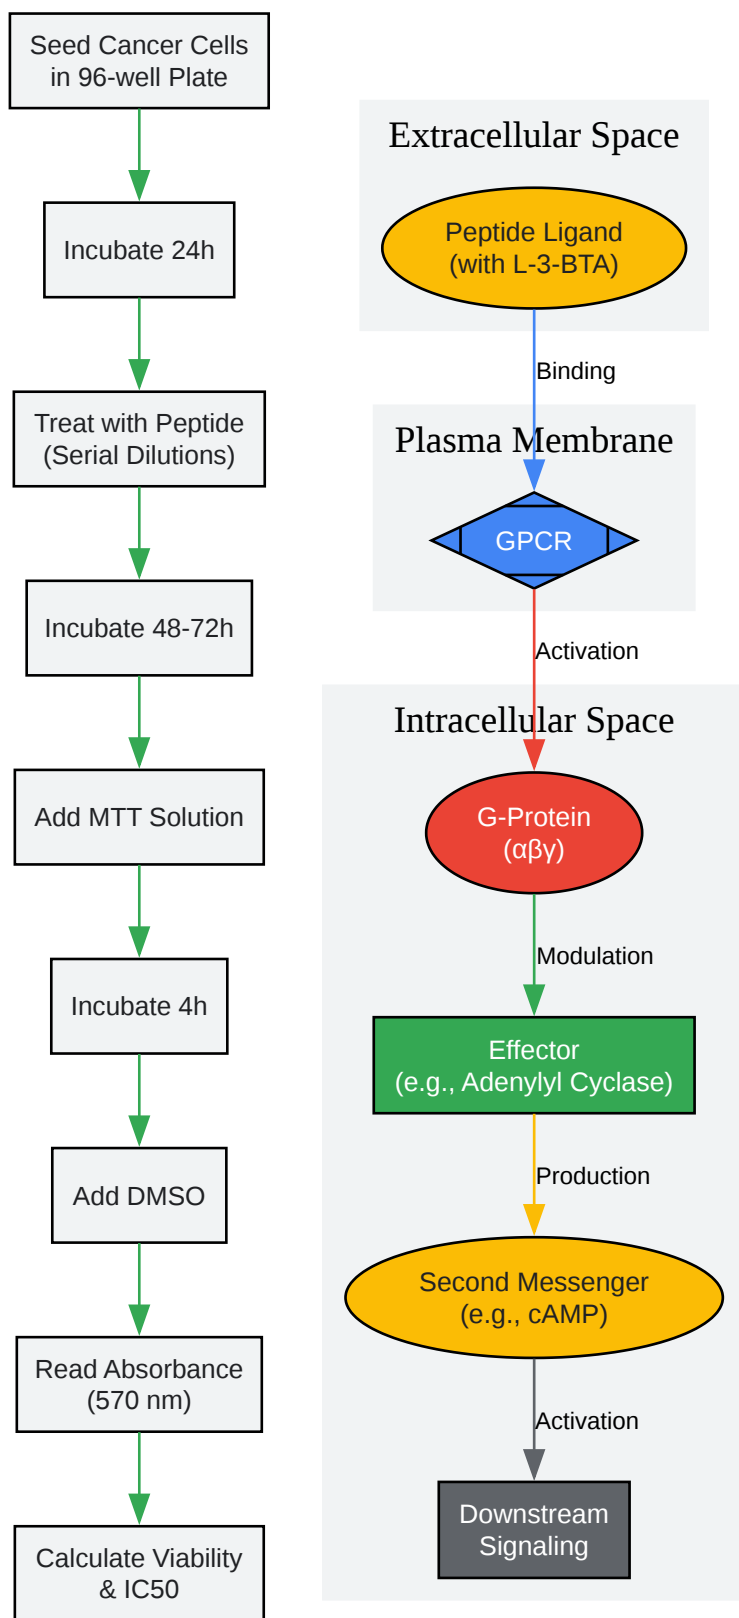 Seed Cancer Cells
in 96-well Plate
Incubate 24h
Treat with Peptide
(Serial Dilutions)
Incubate 48-72h
Add MTT Solution
Incubate 4h
Add DMSO
Read Absorbance
(570 nm)
Calculate Viability
& IC50
Extracellular Space
Peptide Ligand
(with L-3-BTA)
Binding
Plasma Membrane
GPCR
Activation
Intracellular Space
G-Protein
(αβγ)
Modulation
Effector
(e.g., Adenylyl Cyclase)
Production
Second Messenger
(e.g., cAMP)
Activation
Downstream
Signaling